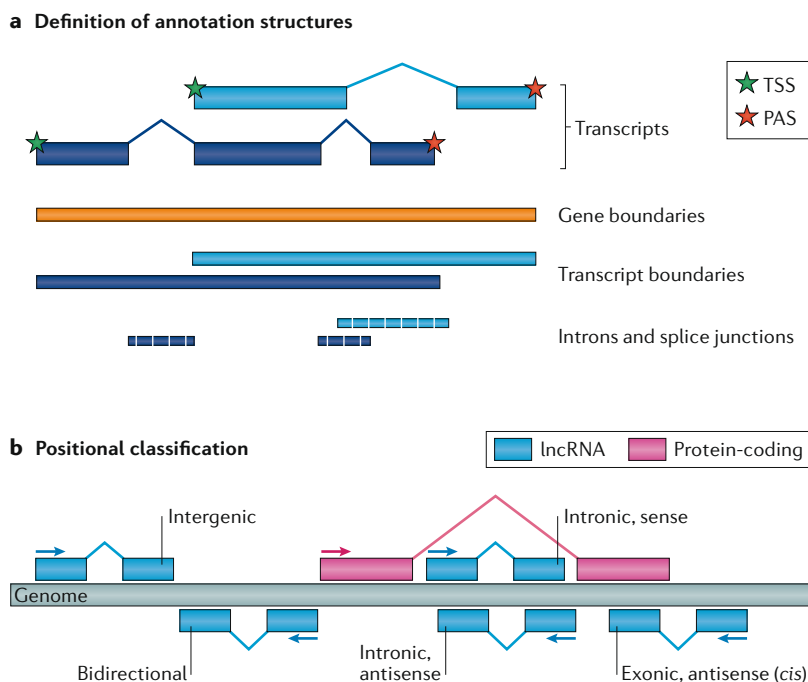 a Definition of annotation structures
TSS
PAS
Transcripts
Gene boundaries
Transcript boundaries
Introns and splice junctions
b Positional classification
lncRNA
Protein-coding
Intergenic
Intronic, sense
Genome
Bidirectional
Intronic,
antisense
Exonic, antisense (cis)